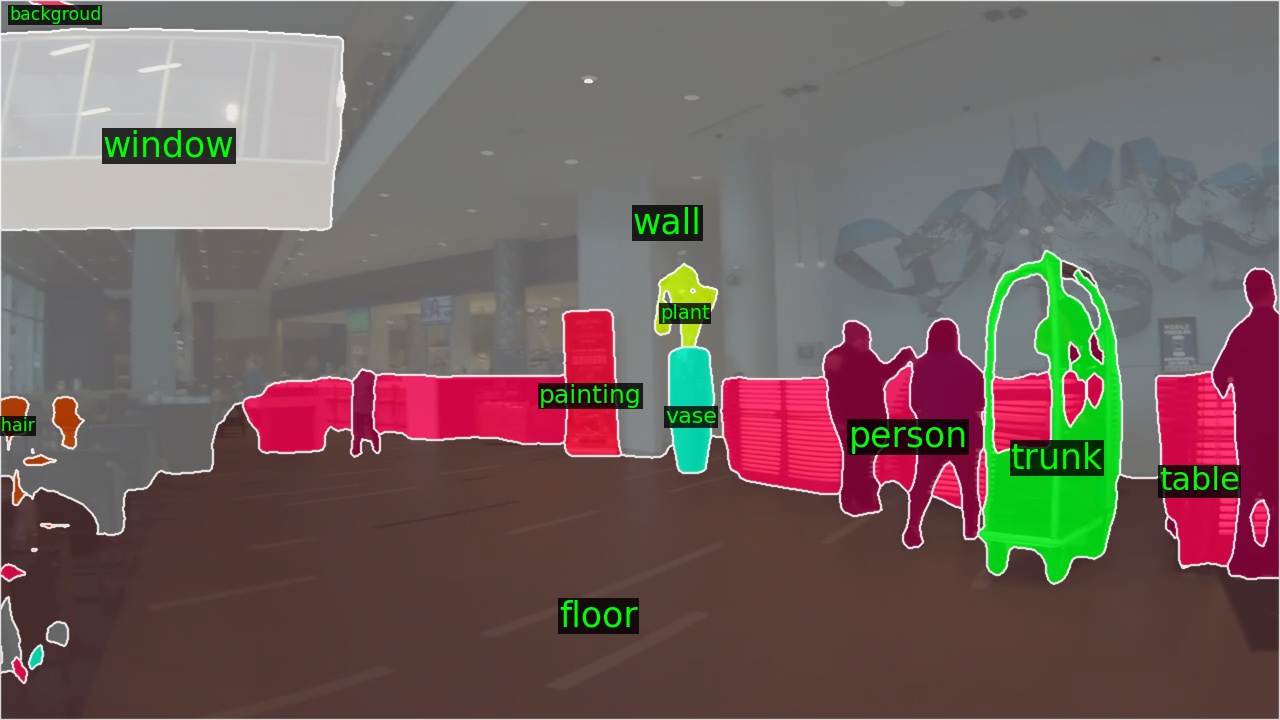 backgroud
window
wall
plant
painting
vase
hair
person
trunk
table
floor